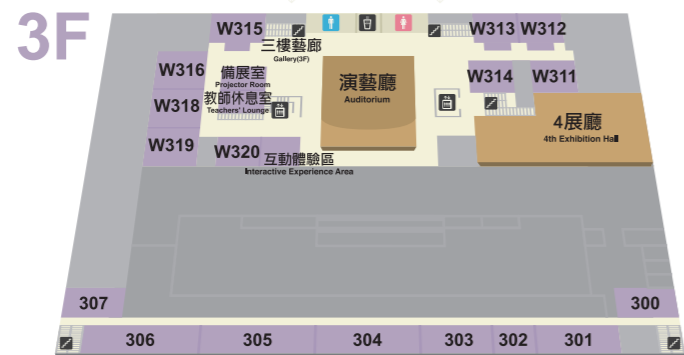 3F
W315
W313
W312
三樓藝廊
Gallery(3F)
W316
備展室
Projector Room
演藝廳
Auditorium
W314
W311
W318
教師休息室
Teachers' Lounge
4展廳
4th Exhibition Hall
W319
W320
互動體驗區
Interactive Experience Area
307
300
306
305
304
303
302
301